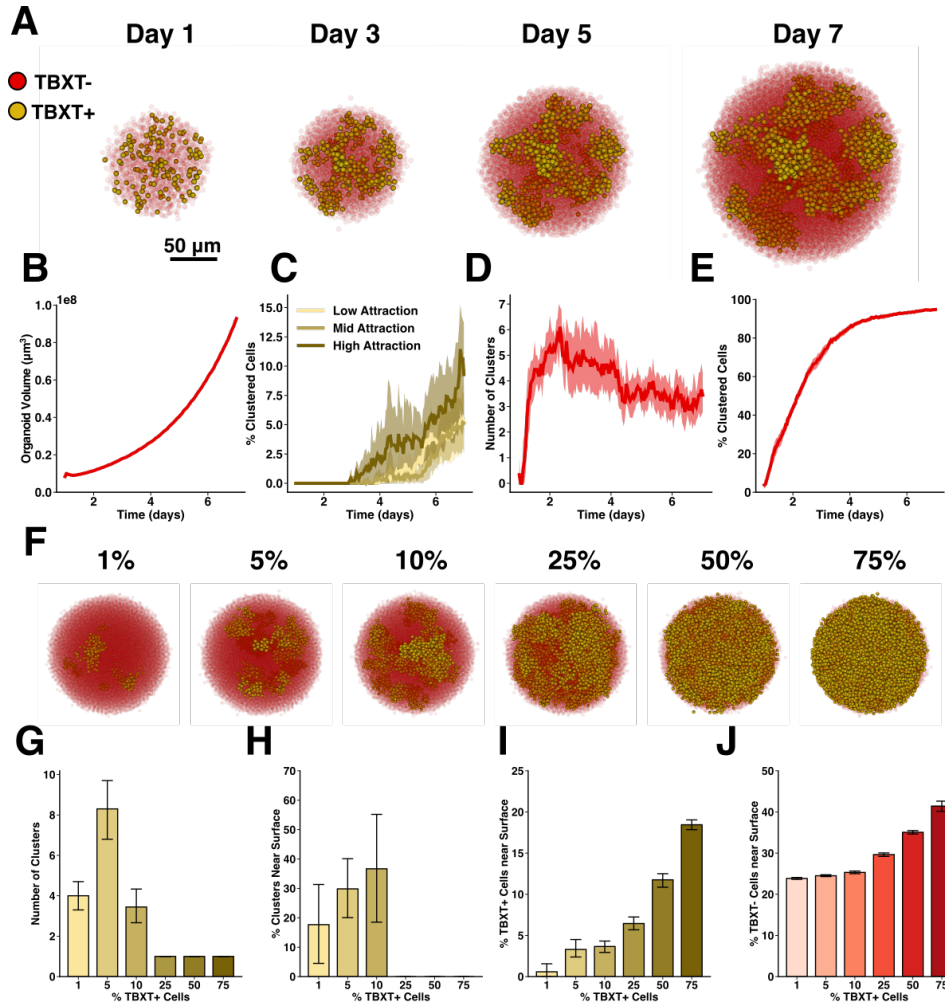 A
Day 1 Day 3 Day 5 Day 7
TBXT-
TBXT+
50 µm
B
1e8
Organoid Volume (µm³)
1.0
0.8
0.6
0.4
0.2
0.0
2 4 6
Time (days)
C
% Clustered Cells
15.0
12.5
10.0
7.5
5.0
2.5
0.0
Low Attraction
Mid Attraction
High Attraction
2 4 6
Time (days)
D
Number of Clusters
7
6
5
4
3
2
1
0
2 4 6
Time (days)
E
% Clustered Cells
100
80
60
40
20
0
2 4 6
Time (days)
F
1% 5% 10% 25% 50% 75%
G
Number of Clusters
10
8
6
4
2
0
1 5 10 25 50 75
% TBXT+ Cells
H
% Clusters Near Surface
70
60
50
40
30
20
10
0
1 5 10 25 50 75
% TBXT+ Cells
I
% TBXT+ Cells near Surface
25
20
15
10
5
0
1 5 10 25 50 75
% TBXT+ Cells
J
% TBXT- Cells near Surface
50
40
30
20
10
0
1 5 10 25 50 75
% TBXT+ Cells